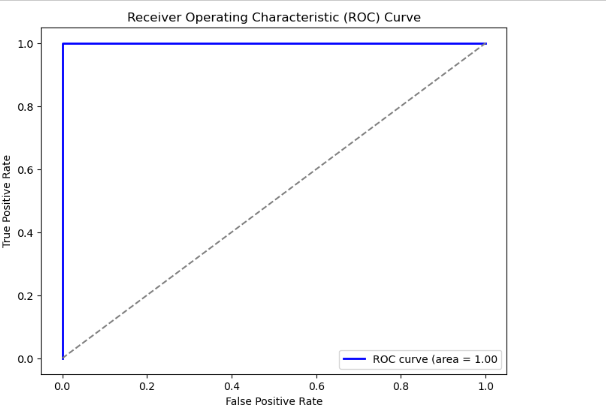 Receiver Operating Characteristic (ROC) Curve
1.0
0.8
0.6
0.4
0.2
0.0
True Positive Rate
ROC curve (area = 1.00
0.0 0.2 0.4 0.6 0.8 1.0
False Positive Rate